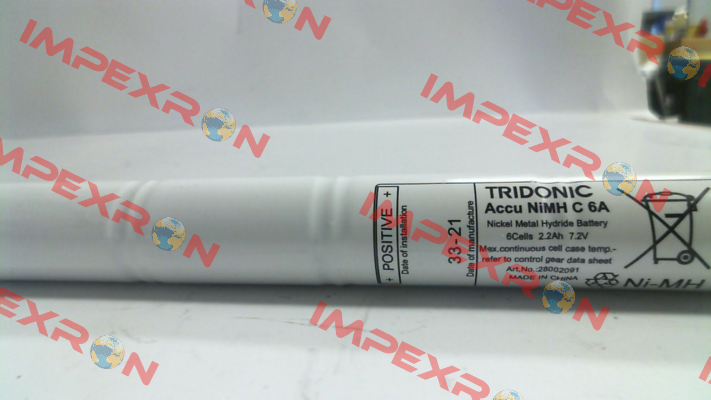 + POSITIVE +
Date of installation
33-21
Date of manufacture
TRIDONIC
Accu NiMH C 6A
Nickel Metal Hydride Battery
6Cells 2.2Ah 7.2V
Max.continuous cell case temp.-
refer to control gear data sheet
Art.No.:28002091
MADE IN CHINA
Ni-MH
IMPEXRON
IMPEXRON
IMPEXRON
IMPEXRON
IMPEXRON
IMPEXRON
IMPEXRON